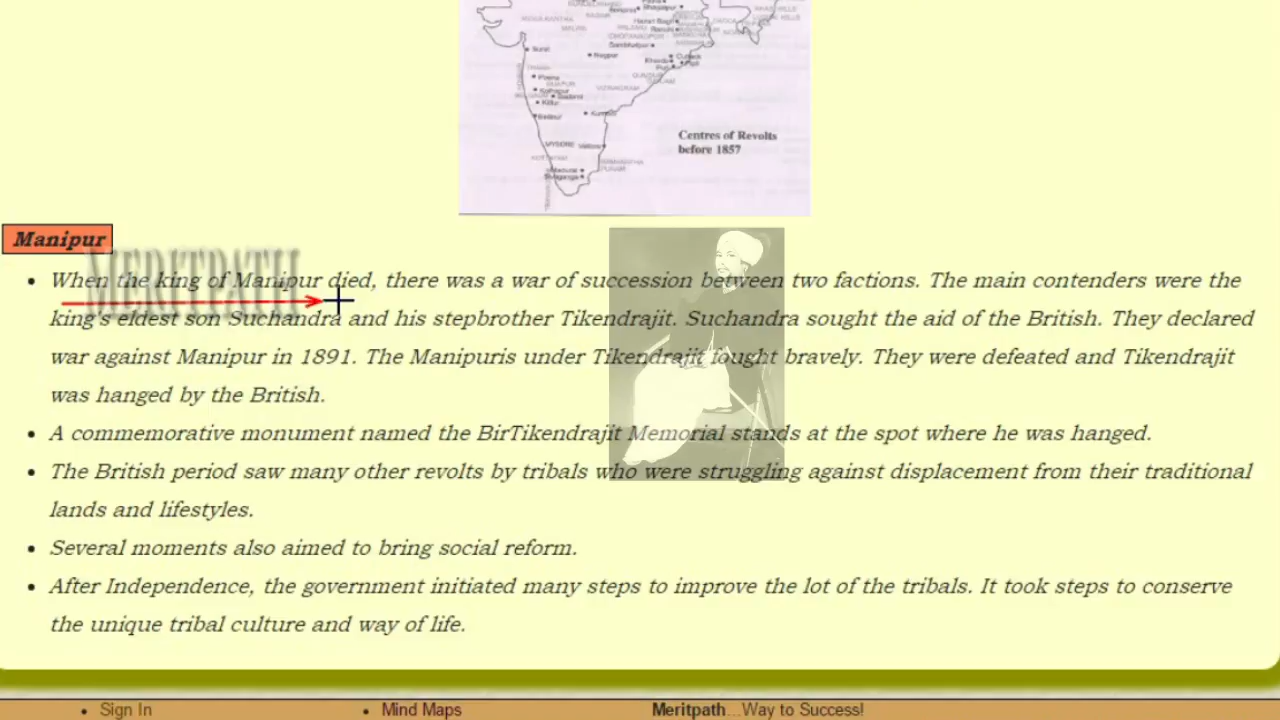 Surat
Nagpur
Poona
Kolhapur
Kittur
MYSORE
Centres of Revolts
before 1857
Manipur
MERITPATH
When the king of Manipur died, there was a war of succession between two factions. The main contenders were the
king's eldest son Suchandra and his stepbrother Tikendrajit. Suchandra sought the aid of the British. They declared
war against Manipur in 1891. The Manipuris under Tikendrajit fought bravely. They were defeated and Tikendrajit
was hanged by the British.
A commemorative monument named the BirTikendrajit Memorial stands at the spot where he was hanged.
The British period saw many other revolts by tribals who were struggling against displacement from their traditional
lands and lifestyles.
Several moments also aimed to bring social reform.
After Independence, the government initiated many steps to improve the lot of the tribals. It took steps to conserve
the unique tribal culture and way of life.
Sign In
Mind Maps
Meritpath...Way to Success!